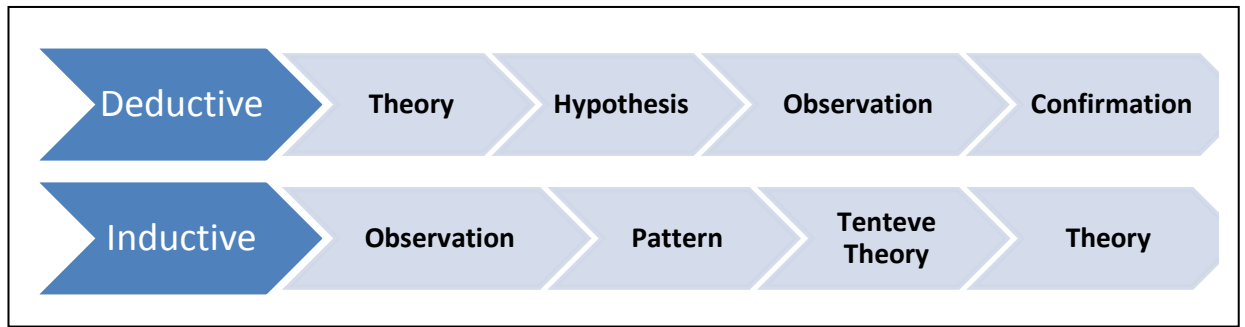 Deductive
Theory
Hypothesis
Observation
Confirmation
Inductive
Observation
Pattern
Tenteve
Theory
Theory